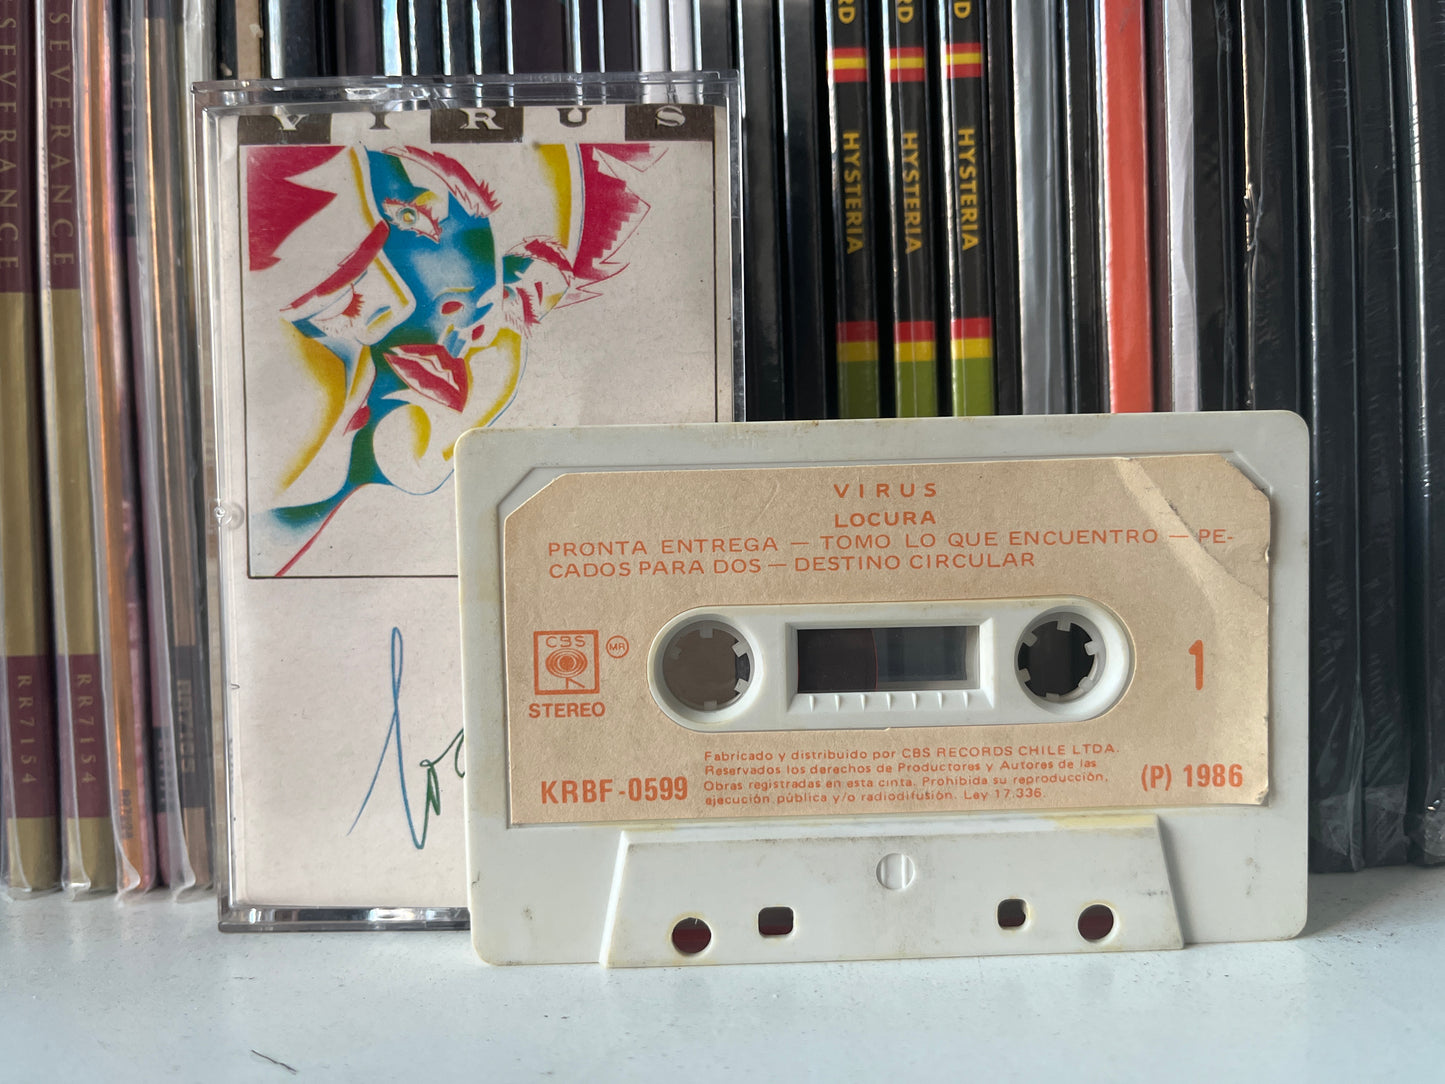 SEVERANCE
SEVERANCE
RR7154
RR7154
HYSTERIA
HYSTERIA
HYSTERIA
VIRUS
VIRUS
LOCURA
PRONTA ENTREGA — TOMO LO QUE ENCUENTRO — PE-
CADOS PARA DOS — DESTINO CIRCULAR
CBS
MR
STEREO
1
Fabricado y distribuido por CBS RECORDS CHILE LTDA.
Reservados los derechos de Productores y Autores de las
Obras registradas en esta cinta. Prohibida su reproducción,
ejecución pública y/o radiodifusión. Ley 17.336.
KRBF-0599
(P) 1986